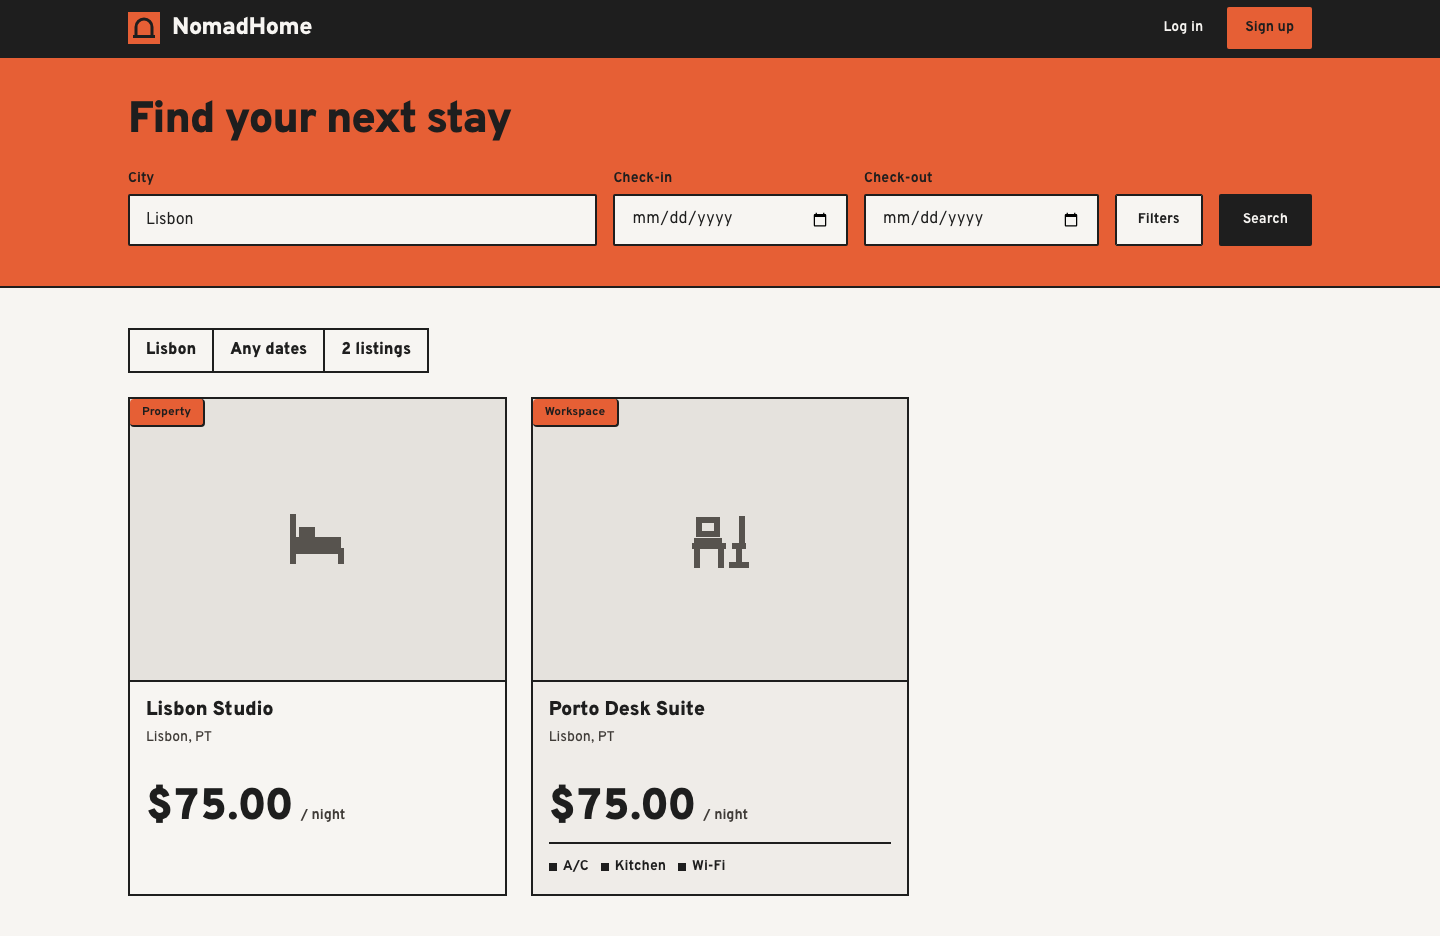 NomadHome
Log in
Sign up
Find your next stay
City
Check-in
Check-out
Lisbon
mm/dd/yyyy
mm/dd/yyyy
Filters
Search
Lisbon
Any dates
2 listings
Property
Workspace
Lisbon Studio
Lisbon, PT
$75.00 / night
Porto Desk Suite
Lisbon, PT
$75.00 / night
A/C
Kitchen
Wi-Fi